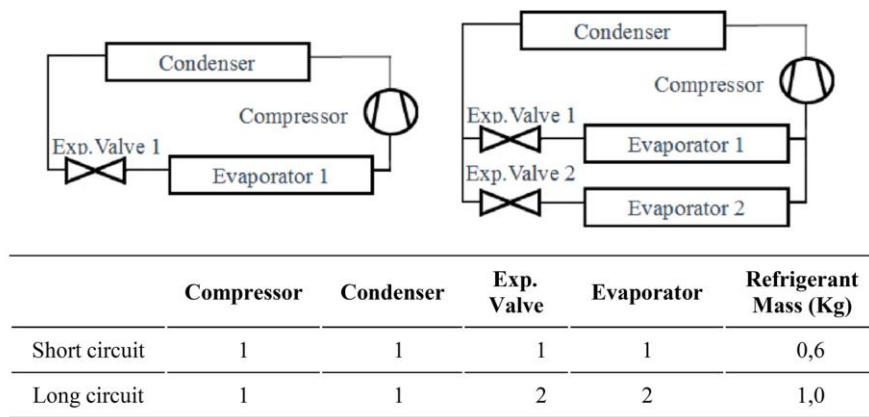 Condenser
Compressor
Exp.Valve 1
Evaporator 1
Condenser
Compressor
Exp.Valve 1
Evaporator 1
Exp.Valve 2
Evaporator 2
Compressor Condenser Exp. Valve Evaporator Refrigerant Mass (Kg)
Short circuit 1 1 1 1 0,6
Long circuit 1 1 2 2 1,0